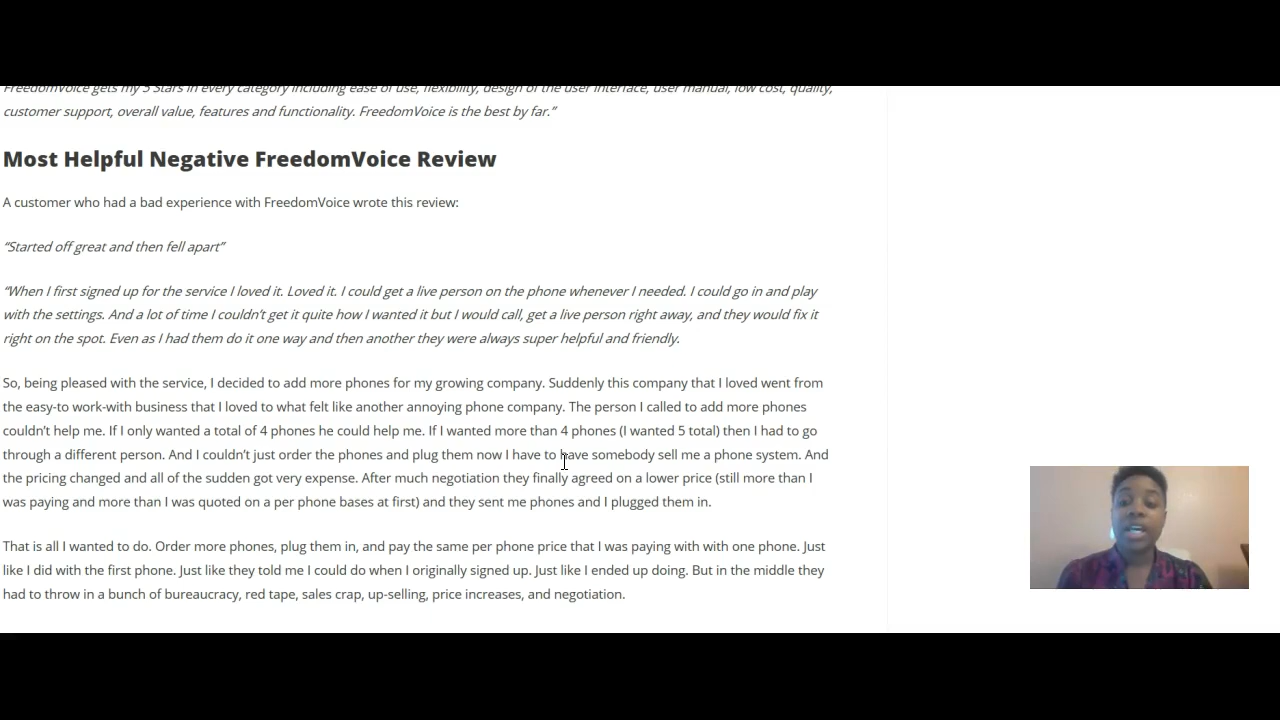 FreedomVoice gets my 5 Stars in every category including ease of use, flexibility, design of the user interface, user manual, low cost, quality,
customer support, overall value, features and functionality. FreedomVoice is the best by far.”
Most Helpful Negative FreedomVoice Review
A customer who had a bad experience with FreedomVoice wrote this review:
“Started off great and then fell apart”
“When I first signed up for the service I loved it. Loved it. I could get a live person on the phone whenever I needed. I could go in and play
with the settings. And a lot of time I couldn’t get it quite how I wanted it but I would call, get a live person right away, and they would fix it
right on the spot. Even as I had them do it one way and then another they were always super helpful and friendly.
So, being pleased with the service, I decided to add more phones for my growing company. Suddenly this company that I loved went from
the easy-to work-with business that I loved to what felt like another annoying phone company. The person I called to add more phones
couldn’t help me. If I only wanted a total of 4 phones he could help me. If I wanted more than 4 phones (I wanted 5 total) then I had to go
through a different person. And I couldn’t just order the phones and plug them now I have to have somebody sell me a phone system. And
the pricing changed and all of the sudden got very expense. After much negotiation they finally agreed on a lower price (still more than I
was paying and more than I was quoted on a per phone bases at first) and they sent me phones and I plugged them in.
That is all I wanted to do. Order more phones, plug them in, and pay the same per phone price that I was paying with with one phone. Just
like I did with the first phone. Just like they told me I could do when I originally signed up. Just like I ended up doing. But in the middle they
had to throw in a bunch of bureaucracy, red tape, sales crap, up-selling, price increases, and negotiation.